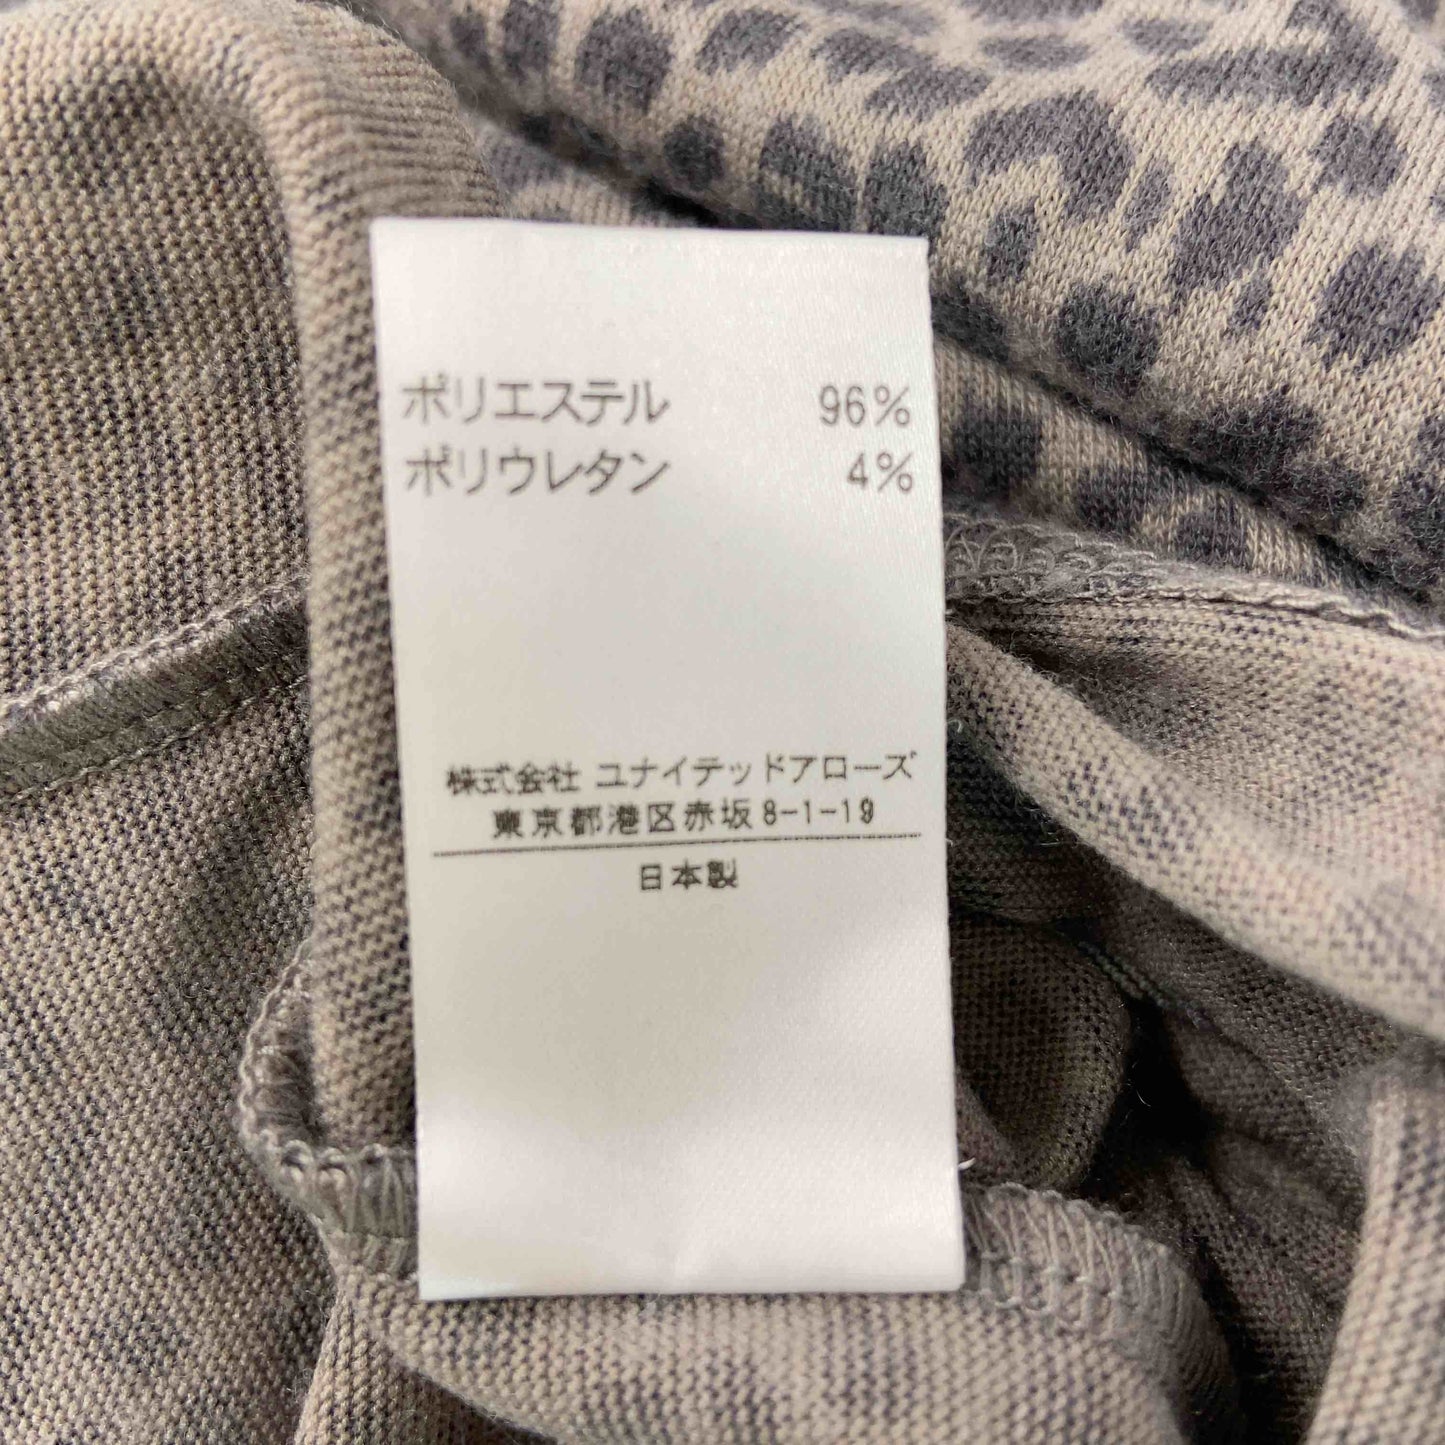 ポリエステル 96%
ポリウレタン 4%
株式会社 ユナイテッドアローズ
東京都港区赤坂8-1-19
日本製